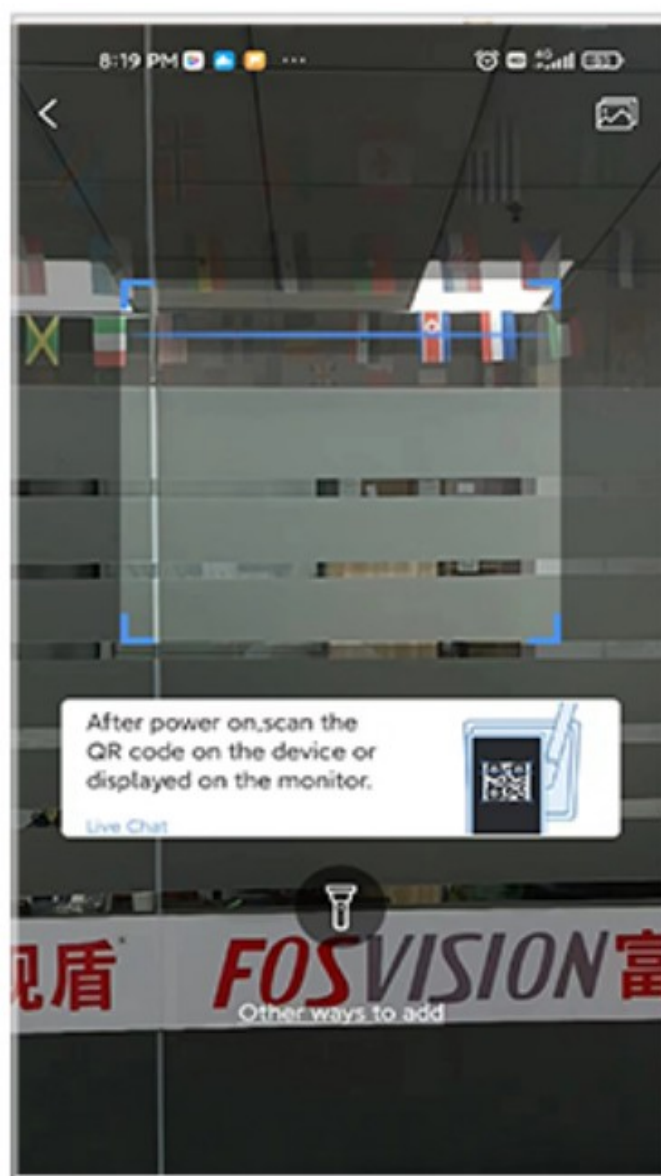 8:19 PM
4G
After power on,scan the
QR code on the device or
displayed on the monitor.
Live Chat
视盾
FOSVISION富
Other ways to add